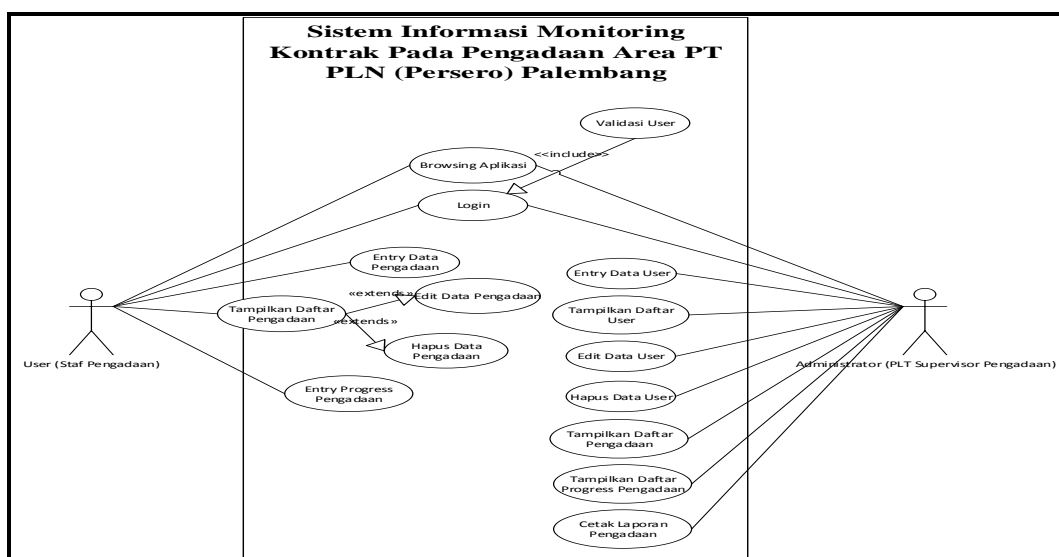 Sistem Informasi Monitoring
Kontrak Pada Pengadaan Area PT
PLN (Persero) Palembang
Validasi User
<<include>>
Browsing Aplikasi
Login
Entry Data
Pengadaan
«extends»
Edit Data Pengadaan
Tampilkan Daftar
Pengadaan
«extends»
Hapus Data
Pengadaan
Entry Progress
Pengadaan
User (Staf Pengadaan)
Entry Data User
Tampilkan Daftar
User
Edit Data User
Hapus Data User
Tampilkan Daftar
Pengadaan
Tampilkan Daftar
Progress Pengadaan
Cetak Laporan
Pengadaan
Administrator (PLT Supervisor Pengadaan)